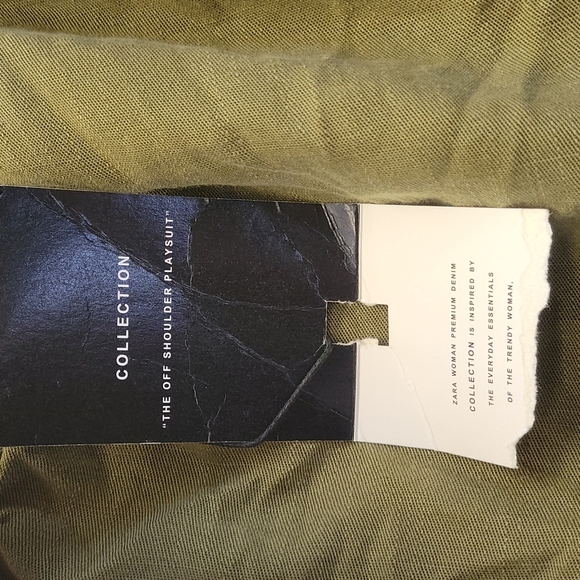 COLLECTION
"THE OFF SHOULDER PLAYSUIT"
ZARA WOMAN PREMIUM DENIM
COLLECTION IS INSPIRED BY
THE EVERYDAY ESSENTIALS
OF THE TRENDY WOMAN,